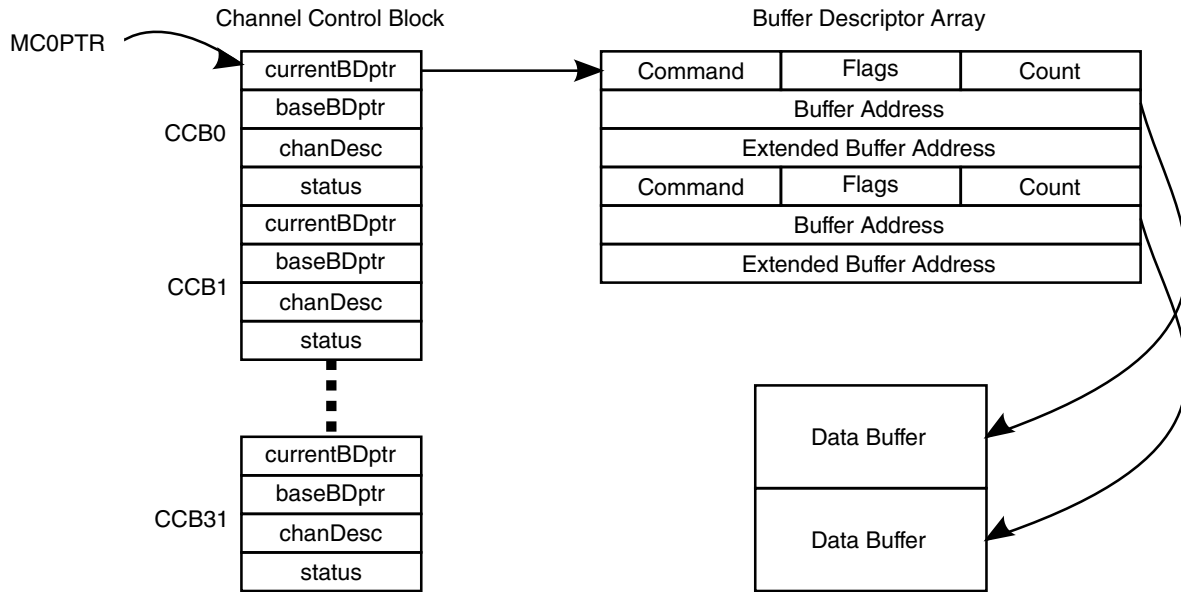 Channel Control Block
Buffer Descriptor Array
MC0PTR
currentBDptr
baseBDptr
CCB0
chanDesc
status
currentBDptr
baseBDptr
CCB1
chanDesc
status
currentBDptr
baseBDptr
CCB31
chanDesc
status
Command Flags Count
Buffer Address
Extended Buffer Address
Command Flags Count
Buffer Address
Extended Buffer Address
Data Buffer
Data Buffer